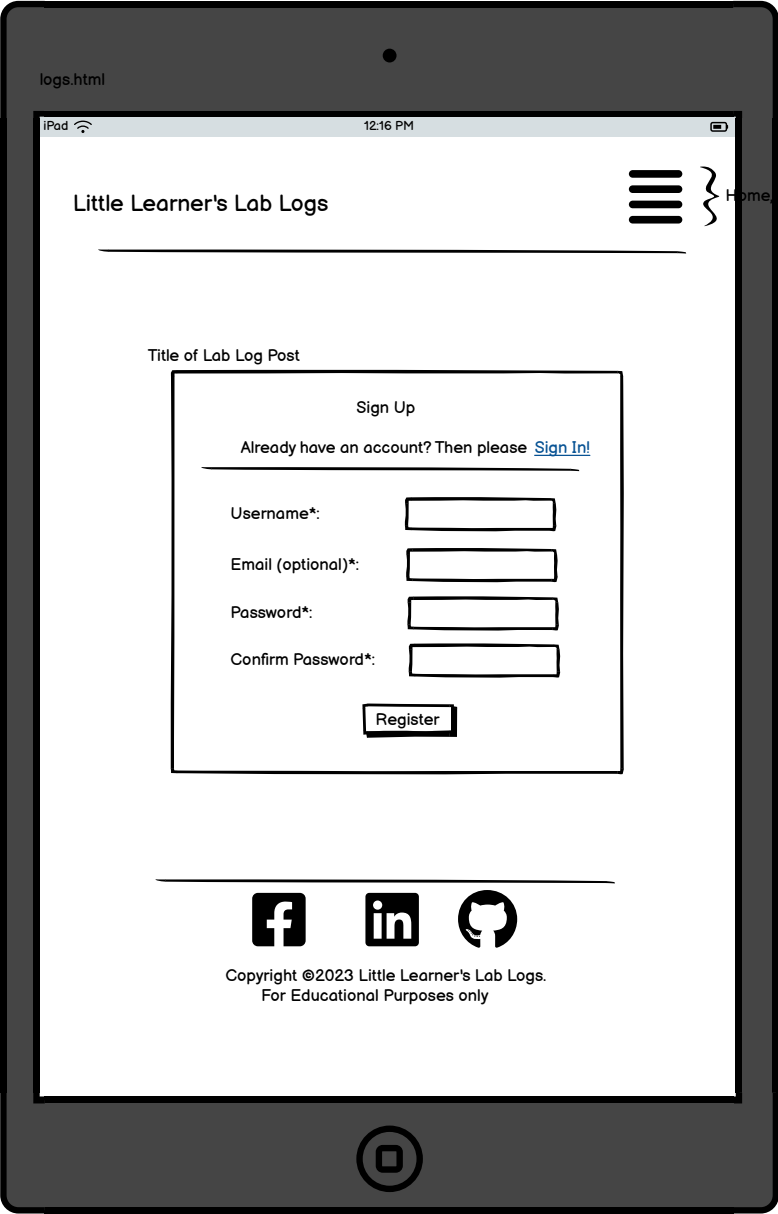 logs.html
iPad
12:16 PM
Little Learner's Lab Logs
Home,
Title of Lab Log Post
Sign Up
Already have an account? Then please Sign In!
Username*:
Email (optional)*:
Password*:
Confirm Password*:
Register
in
Copyright ©2023 Little Learner's Lab Logs.
For Educational Purposes only